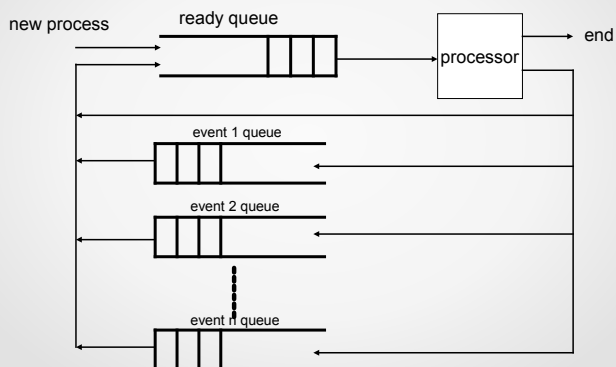 new process
ready queue
processor
end
event 1 queue
event 2 queue
event n queue